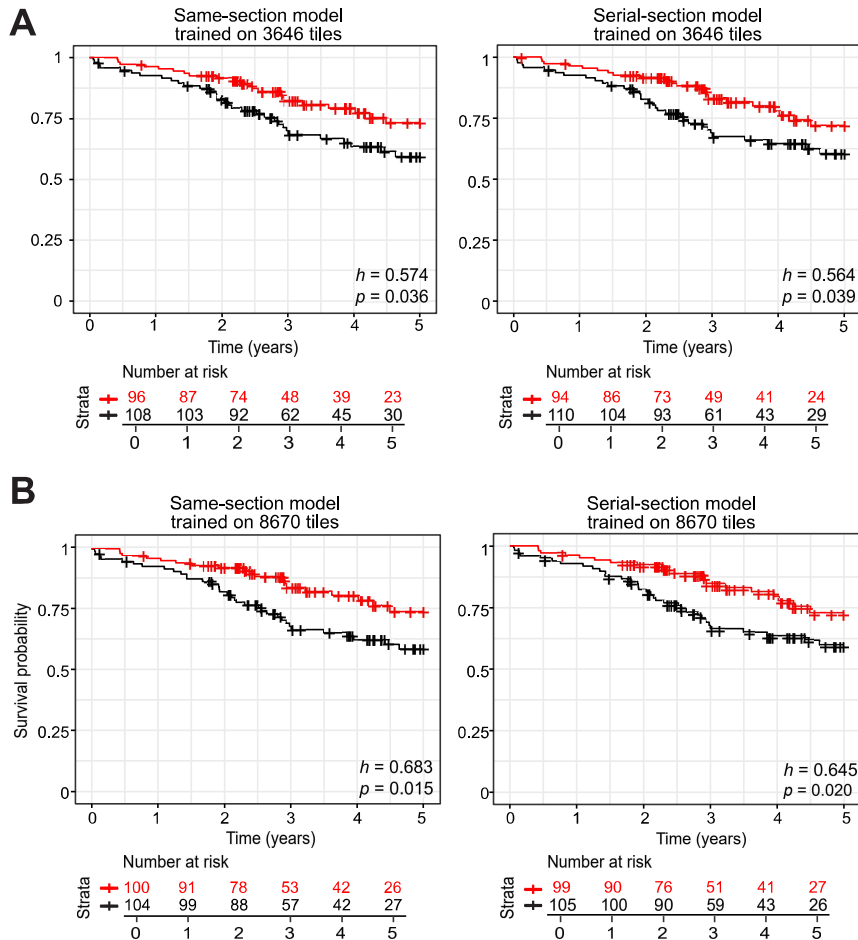 A
Same-section model
trained on 3646 tiles
1
0.75
0.5
0.25
0
h = 0.574
p = 0.036
0 1 2 3 4 5
Time (years)
Number at risk
Strata
96 87 74 48 39 23
108 103 92 62 45 30
0 1 2 3 4 5
Serial-section model
trained on 3646 tiles
1
0.75
0.5
0.25
0
h = 0.564
p = 0.039
0 1 2 3 4 5
Time (years)
Number at risk
Strata
94 86 73 49 41 24
110 104 93 61 43 29
0 1 2 3 4 5
B
Same-section model
trained on 8670 tiles
Survival probability
1
0.75
0.5
0.25
0
h = 0.683
p = 0.015
0 1 2 3 4 5
Time (years)
Number at risk
Strata
100 91 78 53 42 26
104 99 88 57 42 27
0 1 2 3 4 5
Serial-section model
trained on 8670 tiles
1
0.75
0.5
0.25
0
h = 0.645
p = 0.020
0 1 2 3 4 5
Time (years)
Number at risk
Strata
99 90 76 51 41 27
105 100 90 59 43 26
0 1 2 3 4 5